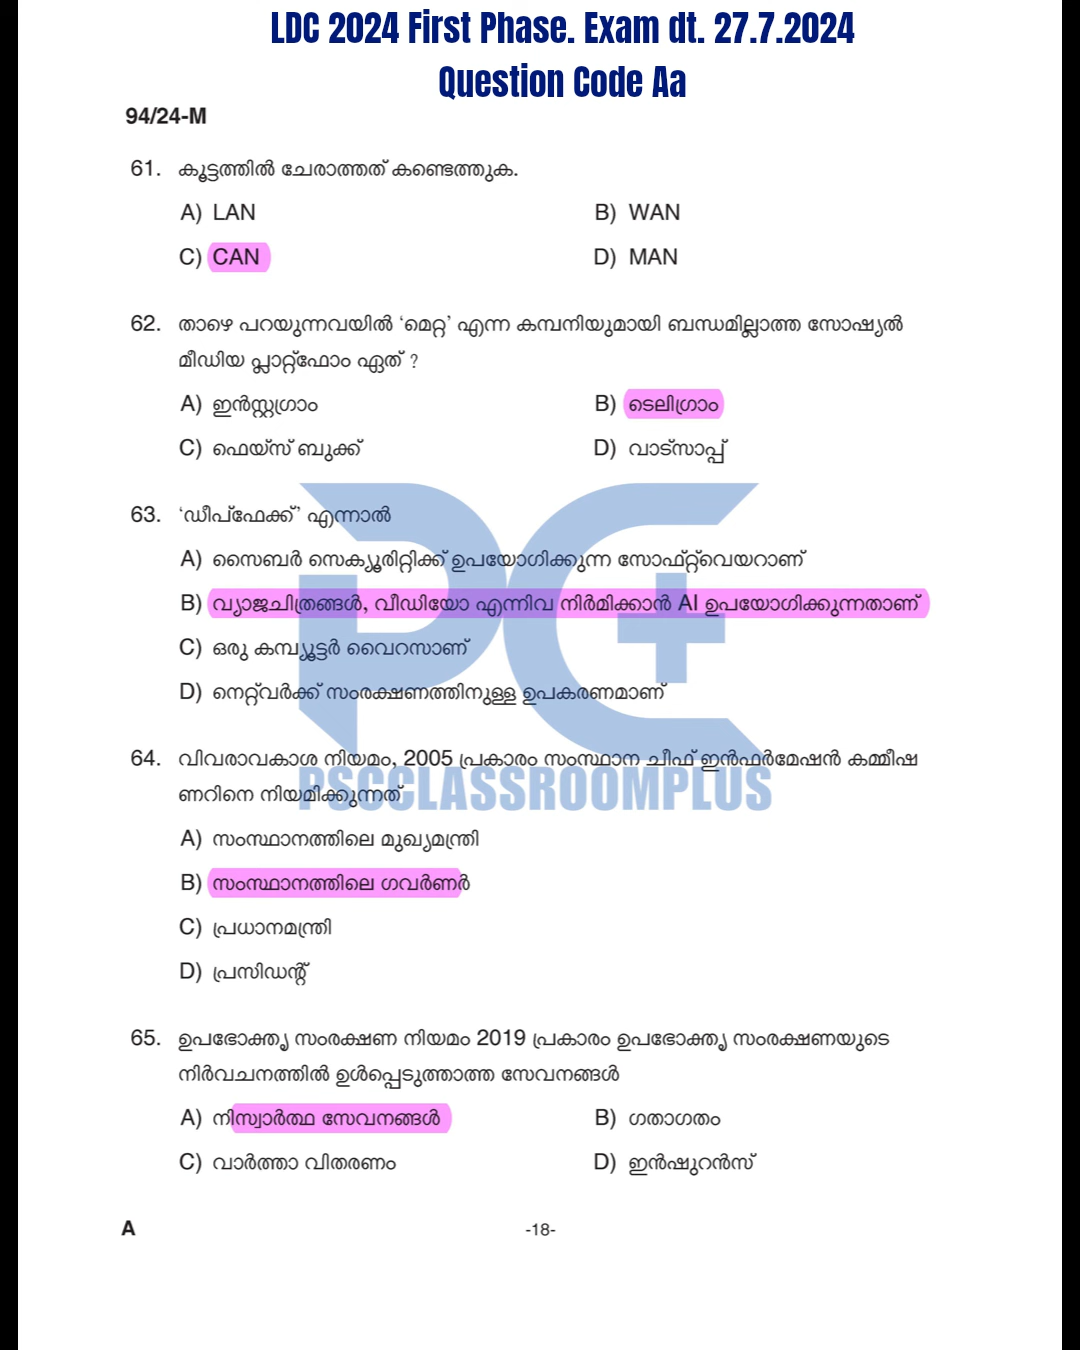 LDC 2024 First Phase. Exam dt. 27.7.2024
Question Code Aa
94/24-M
61. കൂട്ടത്തിൽ ചേരാത്തത് കണ്ടെത്തുക.
A) LAN B) WAN
C) CAN D) MAN
62. താഴെ പറയുന്നവയിൽ ‘മെറ്റ’ എന്ന കമ്പനിയുമായി ബന്ധമില്ലാത്ത സോഷ്യൽ
മീഡിയ പ്ലാറ്റ്ഫോം ഏത് ?
A) ഇൻസ്റ്റഗ്രാം B) ടെലിഗ്രാം
C) ഫെയ്സ് ബുക്ക് D) വാട്സാപ്പ്
63. ‘ഡീപ്ഫേക്ക്’ എന്നാൽ
A) സൈബർ സെക്യൂരിറ്റിക്ക് ഉപയോഗിക്കുന്ന സോഫ്റ്റ്‌വെയറാണ്
B) വ്യാജചിത്രങ്ങൾ, വീഡിയോ എന്നിവ നിർമിക്കാൻ AI ഉപയോഗിക്കുന്നതാണ്
C) ഒരു കമ്പ്യൂട്ടർ വൈറസാണ്
D) നെറ്റ്‌വർക്ക് സംരക്ഷണത്തിനുള്ള ഉപകരണമാണ്
64. വിവരാവകാശ നിയമം, 2005 പ്രകാരം സംസ്ഥാന ചീഫ് ഇൻഫർമേഷൻ കമ്മീഷ
ണറിനെ നിയമിക്കുന്നത്
PSCCLASSROOMPLUS
A) സംസ്ഥാനത്തിലെ മുഖ്യമന്ത്രി
B) സംസ്ഥാനത്തിലെ ഗവർണർ
C) പ്രധാനമന്ത്രി
D) പ്രസിഡന്റ്
65. ഉപഭോക്തൃ സംരക്ഷണ നിയമം 2019 പ്രകാരം ഉപഭോക്തൃ സംരക്ഷണയുടെ
നിർവചനത്തിൽ ഉൾപ്പെടുത്താത്ത സേവനങ്ങൾ
A) നിസ്വാർത്ഥ സേവനങ്ങൾ B) ഗതാഗതം
C) വാർത്താ വിതരണം D) ഇൻഷുറൻസ്
A -18-